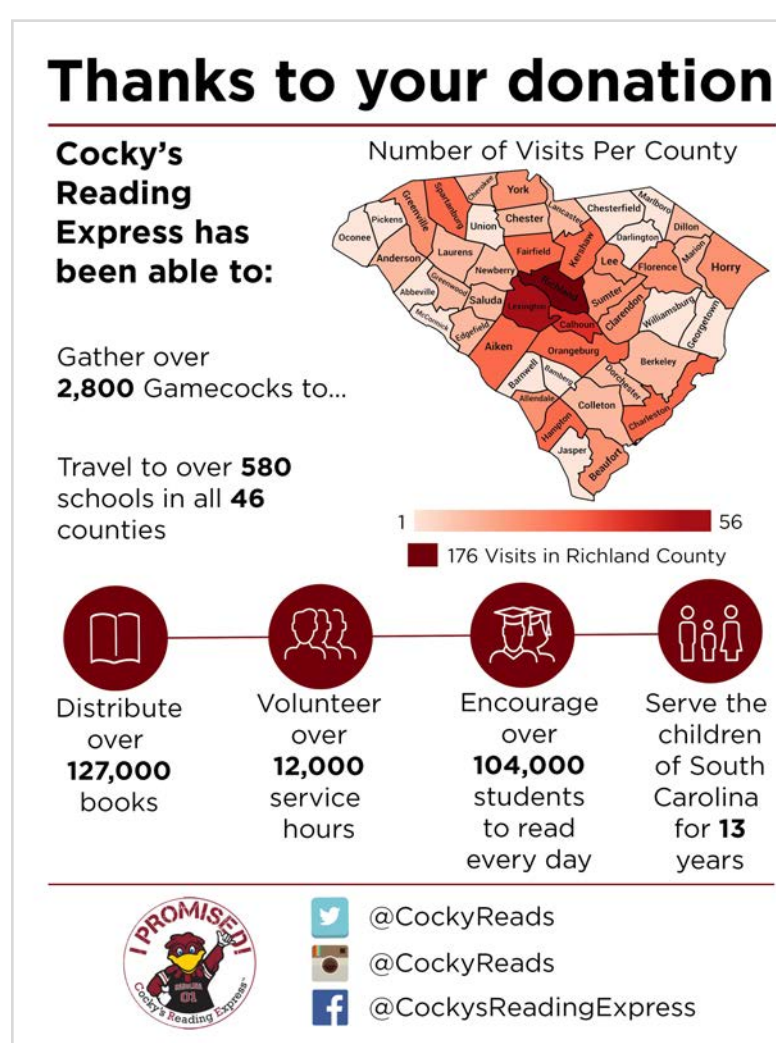 Thanks to your donation
Cocky's
Reading
Express has
been able to:
Gather over
2,800 Gamecocks to...
Travel to over 580
schools in all 46
counties
Number of Visits Per County
Oconee
Pickens
Greenville
Spartanburg
Cherokee
York
Union
Chester
Lancaster
Chesterfield
Marlboro
Dillon
Darlington
Anderson
Laurens
Fairfield
Kershaw
Lee
Florence
Marion
Horry
Abbeville
Greenwood
Newberry
Richland
Sumter
McCormick
Saluda
Lexington
Edgefield
Calhoun
Clarendon
Williamsburg
Georgetown
Aiken
Orangeburg
Berkeley
Barnwell
Bamberg
Dorchester
Allendale
Colleton
Charleston
Hampton
Jasper
Beaufort
1
56
176 Visits in Richland County
Distribute
over
127,000
books
Volunteer
over
12,000
service
hours
Encourage
over
104,000
students
to read
every day
Serve the
children
of South
Carolina
for 13
years
I PROMISED!
CAROLINA
01
Cocky's Reading Express™
@CockyReads
@CockyReads
@CockysReadingExpress